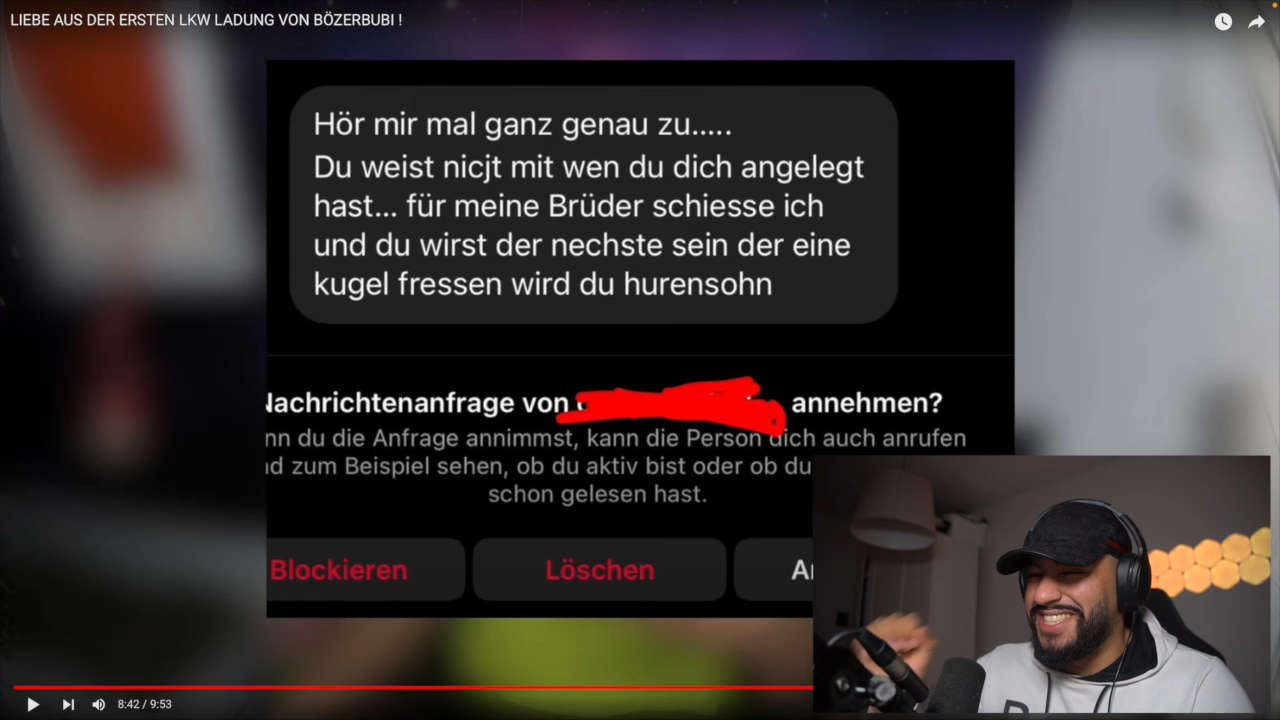 LIEBE AUS DER ERSTEN LKW LADUNG VON BÖZERBUBI !
Hör mir mal ganz genau zu.....
Du weist nicjt mit wen du dich angelegt
hast... für meine Brüder schiesse ich
und du wirst der nechste sein der eine
kugel fressen wird du hurensohn
Nachrichtenanfrage von annehmen?
nn du die Anfrage annimmst, kann die Person dich auch anrufen
d zum Beispiel sehen, ob du aktiv bist oder ob du
schon gelesen hast.
Blockieren Löschen
8:42 / 9:53